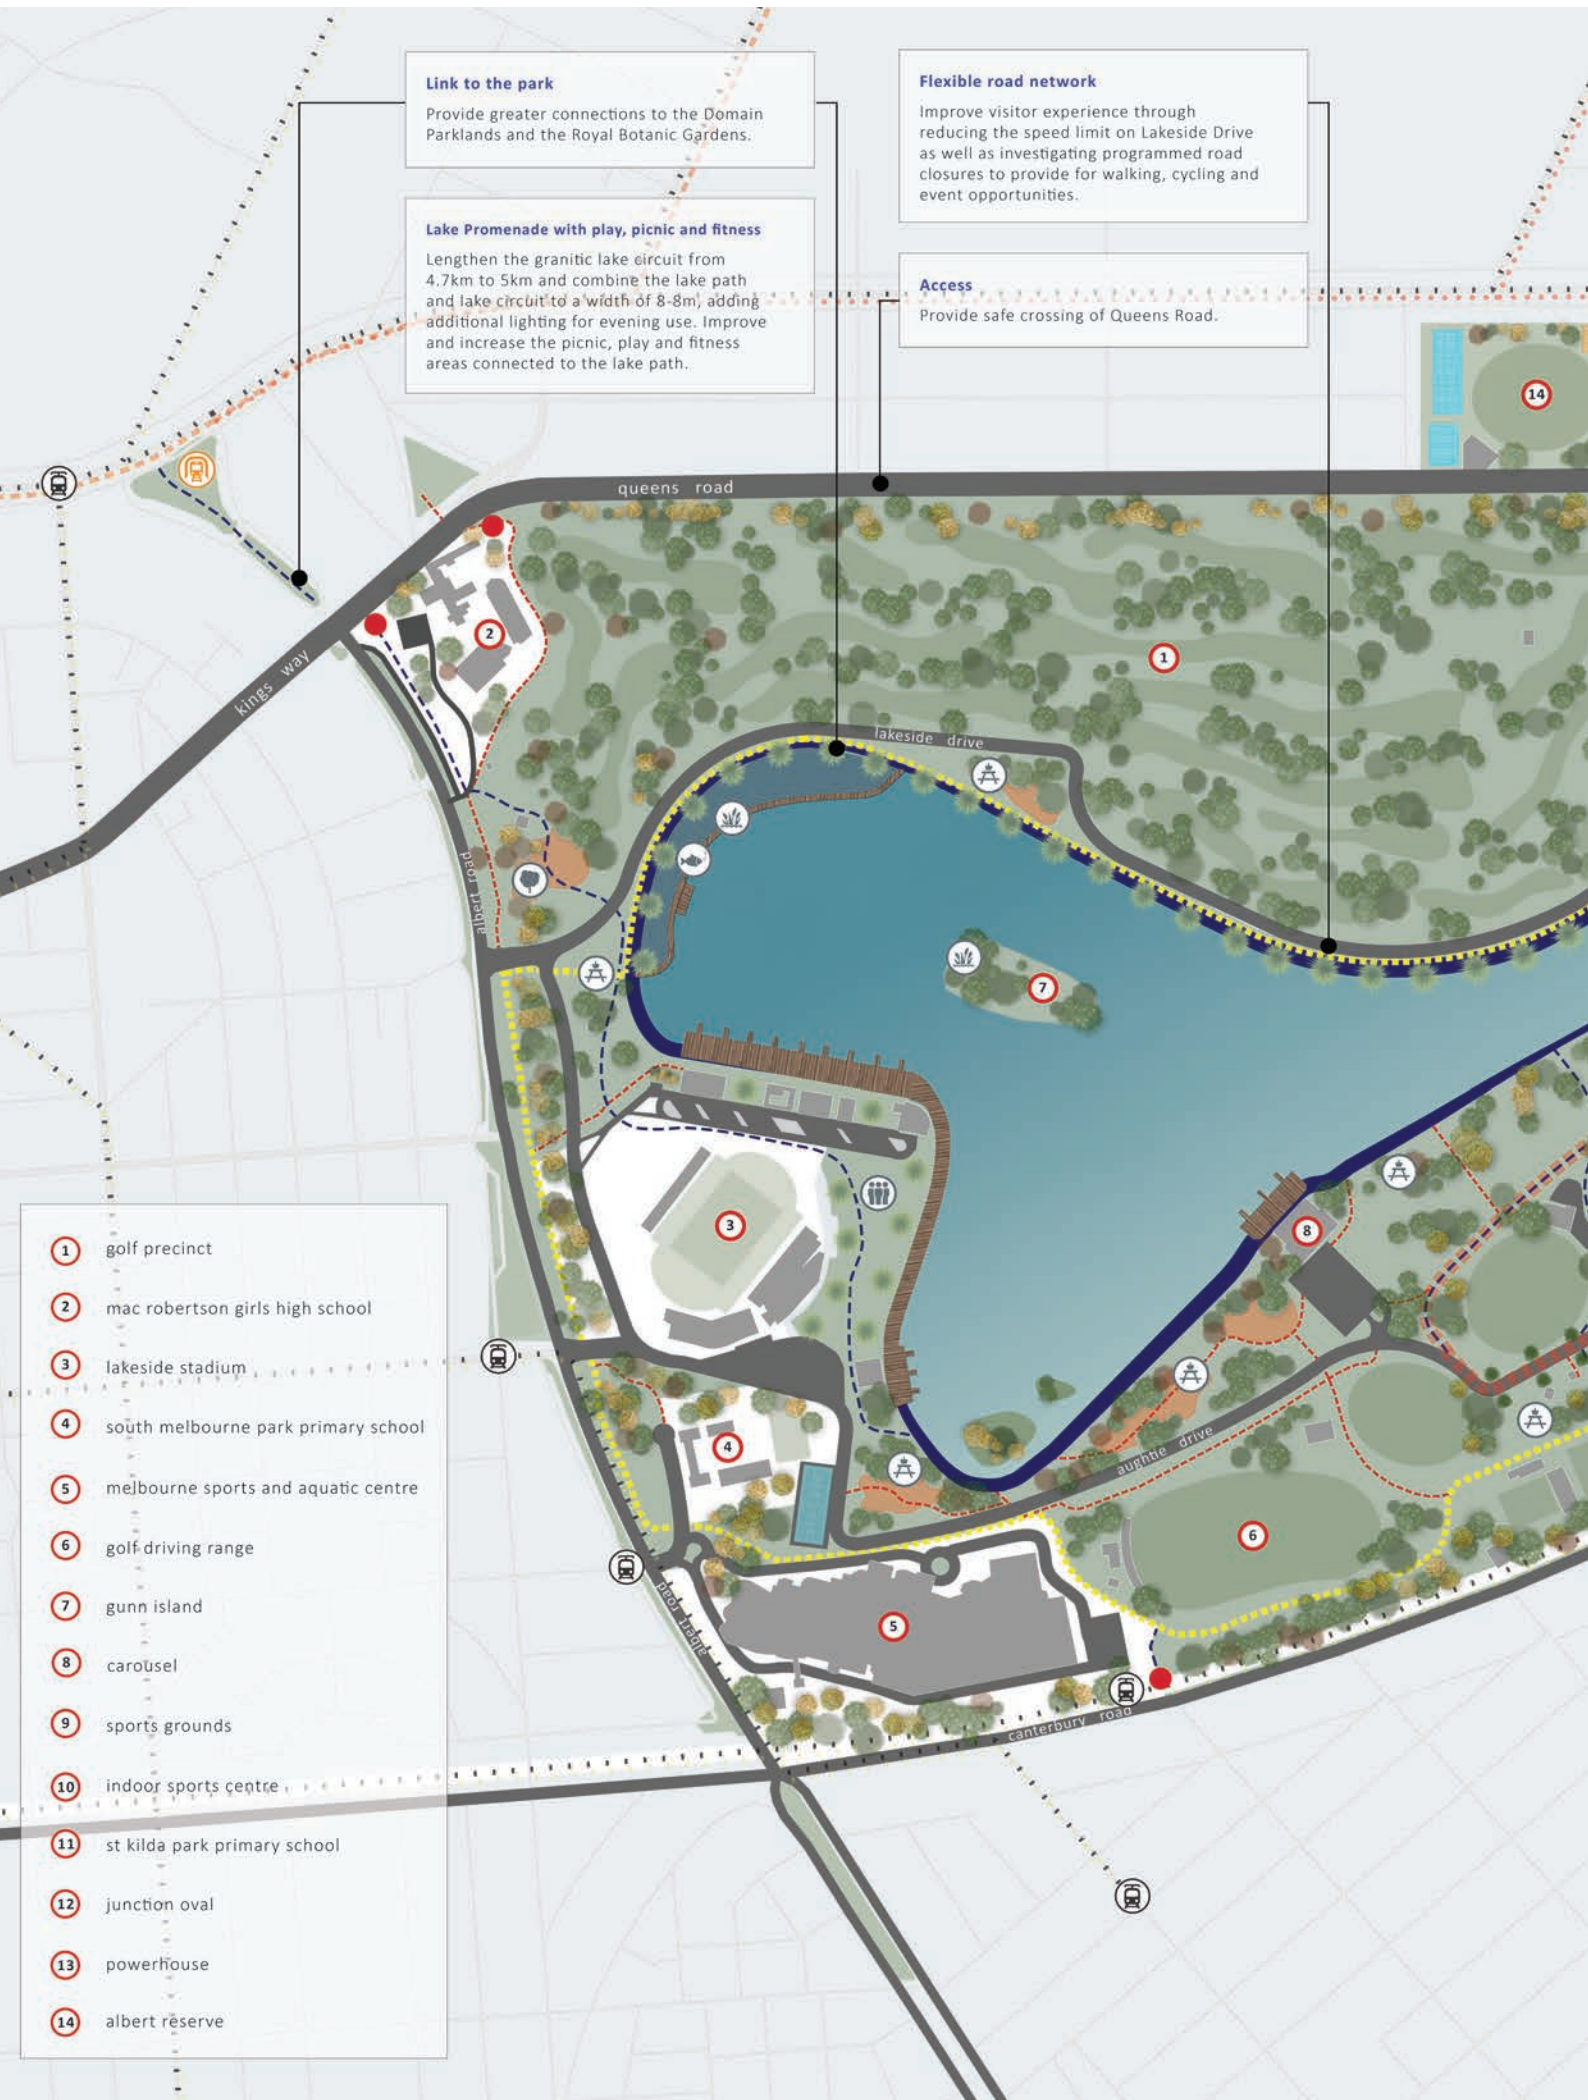 Link to the park
Provide greater connections to the Domain
Parklands and the Royal Botanic Gardens.
Lake Promenade with play, picnic and fitness
Lengthen the granitic lake circuit from
4.7km to 5km and combine the lake path
and lake circuit to a width of 8-8m, adding
additional lighting for evening use. Improve
and increase the picnic, play and fitness
areas connected to the lake path.
Flexible road network
Improve visitor experience through
reducing the speed limit on Lakeside Drive
as well as investigating programmed road
closures to provide for walking, cycling and
event opportunities.
Access
Provide safe crossing of Queens Road.
14
queens road
2
1
kings way
lakeside drive
albert road
7
3
8
4
aughtie drive
6
albert road
5
canterbury road
1 golf precinct
2 mac robertson girls high school
3 lakeside stadium
4 south melbourne park primary school
5 melbourne sports and aquatic centre
6 golf driving range
7 gunn island
8 carousel
9 sports grounds
10 indoor sports centre
11 st kilda park primary school
12 junction oval
13 powerhouse
14 albert reserve